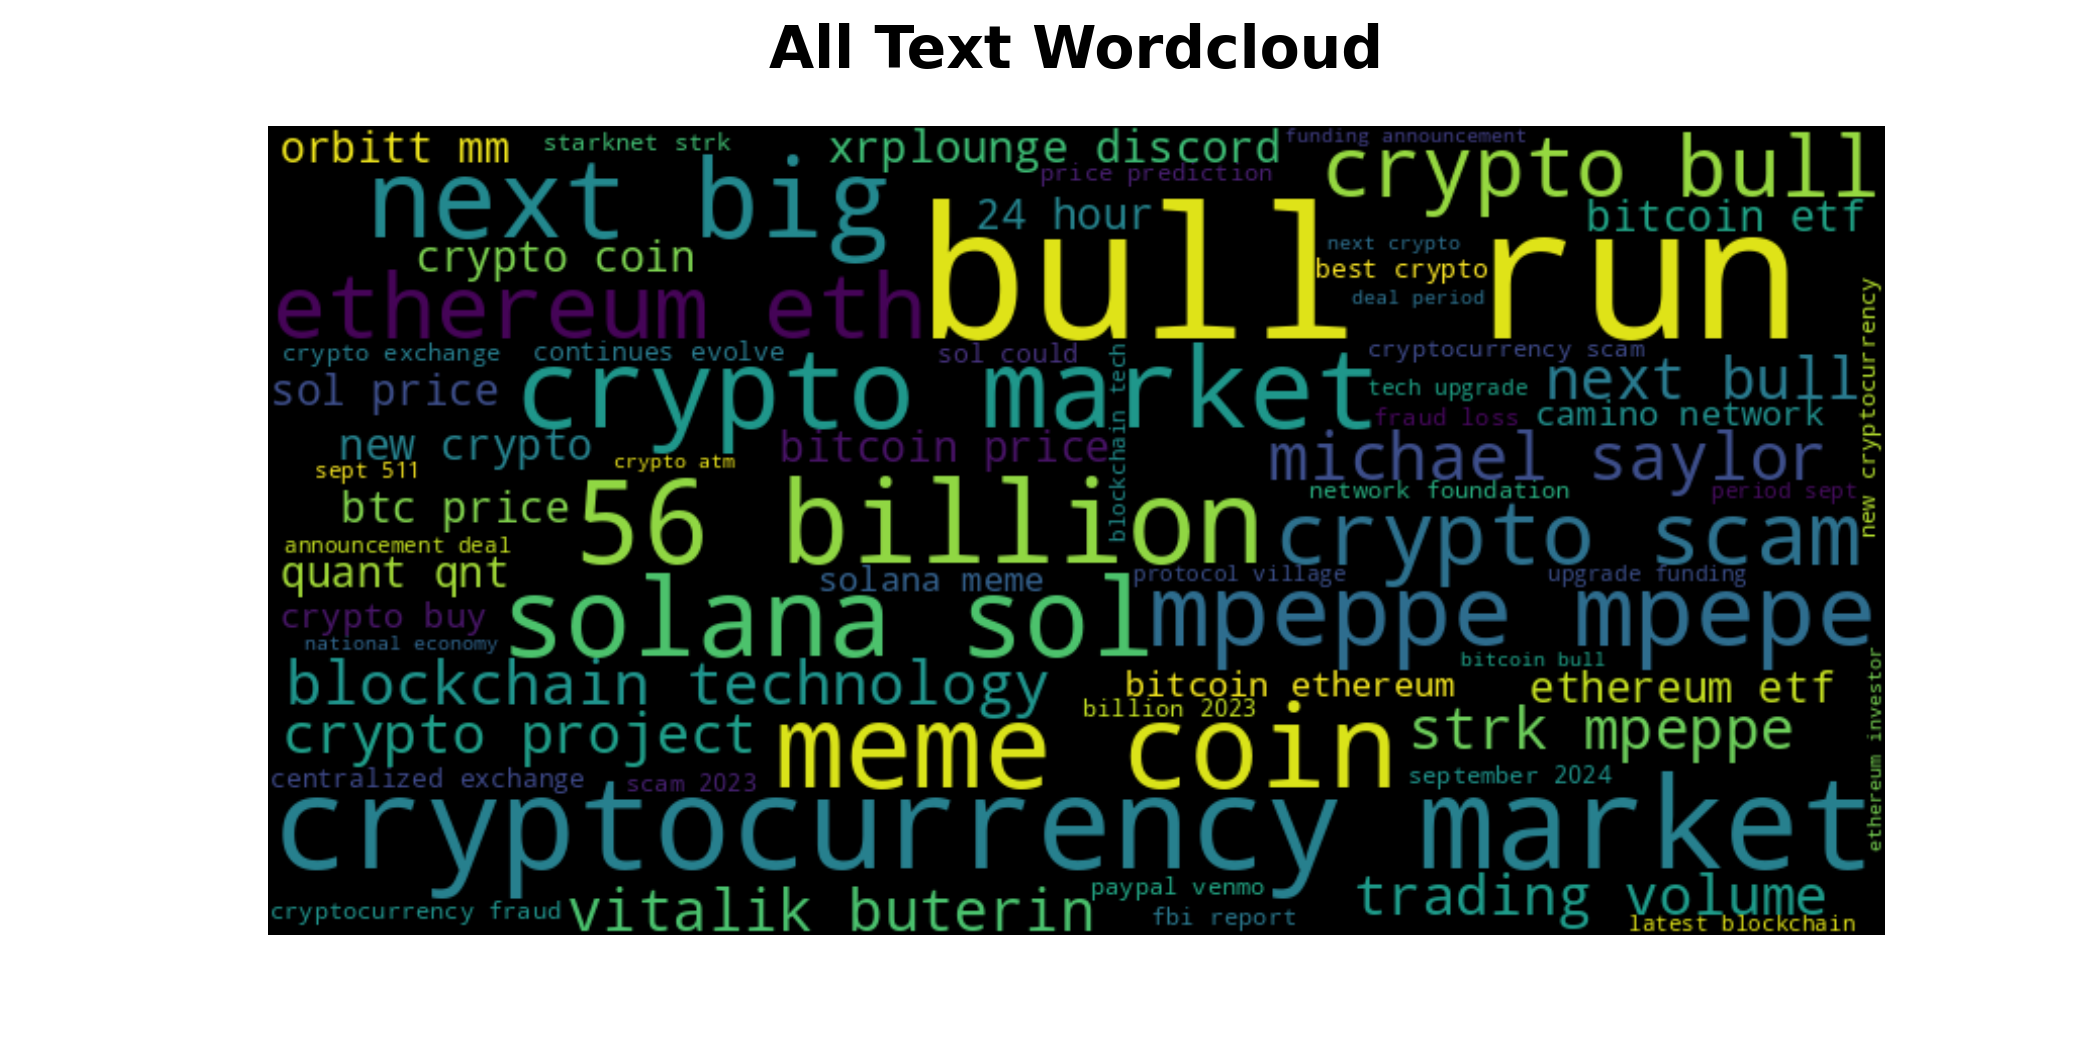 All Text Wordcloud
orbitt mm
starknet strk
xrplounge discord
funding announcement
crypto bull
next big
price prediction
24 hour
bitcoin etf
crypto coin
bull run
next crypto
best crypto
deal period
ethereum eth
new cryptocurrency
crypto exchange
continues evolve
sol could
cryptocurrency scam
sol price
crypto market
blockchain tech
tech upgrade
next bull
fraud loss
camino network
new crypto
bitcoin price
michael saylor
sept 511
crypto atm
network foundation
period sept
btc price
56 billion
crypto scam
announcement deal
quant qnt
solana meme
protocol village
upgrade funding
crypto buy
solana sol
mpeppe mpepe
national economy
bitcoin bull
blockchain technology
bitcoin ethereum
ethereum etf
billion 2023
ethereum investor
crypto project
meme coin
strk mpeppe
centralized exchange
scam 2023
september 2024
cryptocurrency market
paypal venmo
trading volume
cryptocurrency fraud
vitalik buterin
fbi report
latest blockchain